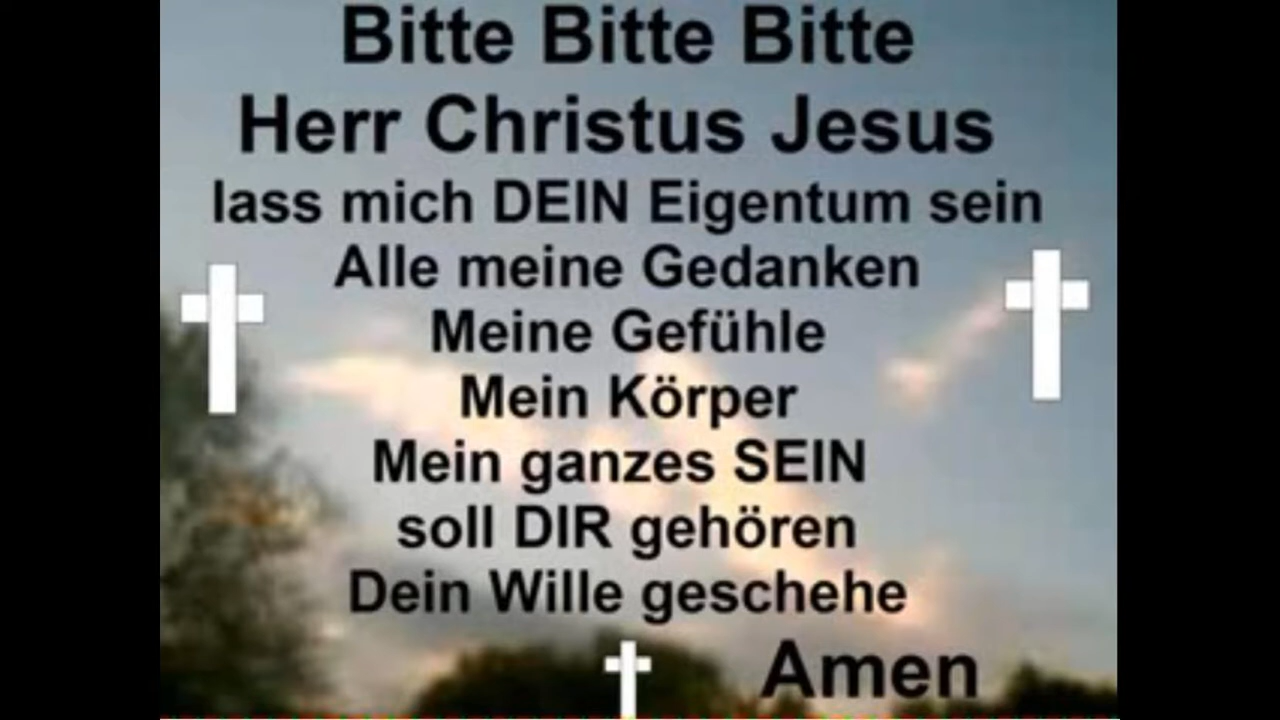 Bitte Bitte Bitte
Herr Christus Jesus
lass mich DEIN Eigentum sein
Alle meine Gedanken
Meine Gefühle
Mein Körper
Mein ganzes SEIN
soll DIR gehören
Dein Wille geschehe
Amen